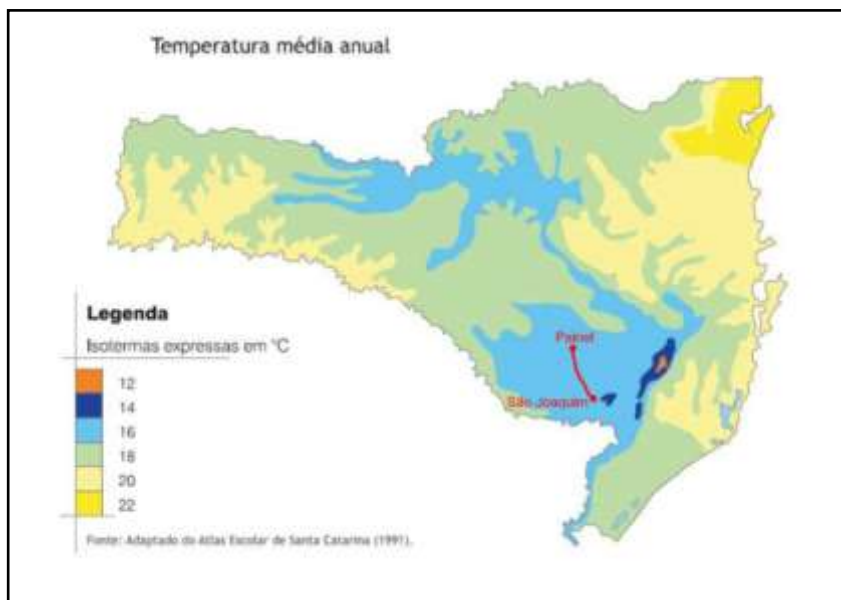 Temperatura média anual
Painel
São Joaquim
Legenda
Isotermas expressas em °C
12
14
16
18
20
22
Fonte: Adaptado do Atlas Escolar de Santa Catarina (1991).